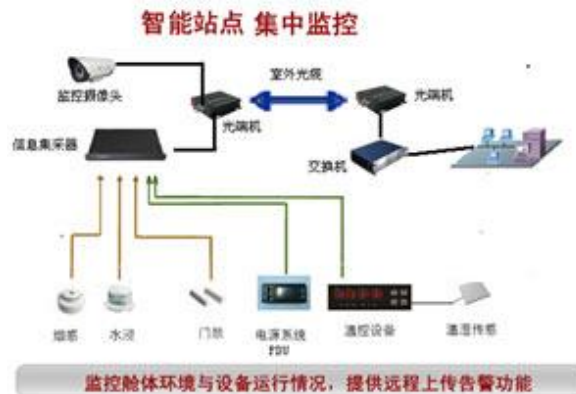 智能站点 集中监控
监控摄像头
室外光缆
光端机
光端机
信息集采器
交换机
烟感
水浸
门禁
电源系统
PDU
温控设备
温湿传感
监控舱体环境与设备运行情况，提供远程上传告警功能